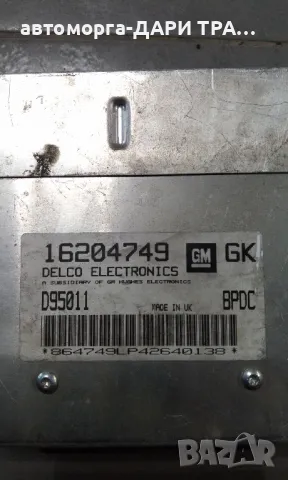 автоморга-ДАРИ ТРА...
16204749 GM GK
DELCO ELECTRONICS
A SUBSIDIARY OF GM HUGHES ELECTRONICS
D95011 MADE IN UK BPDC
*864749LP42640138*
BAZAR